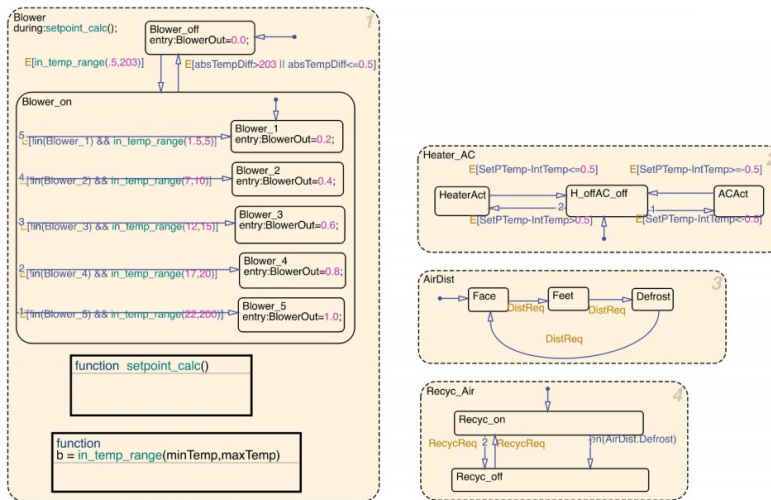 Blower
during:setpoint_calc();
1
Blower_off
entry:BlowerOut=0.0;
E[in_temp_range(.5,203)]
E[absTempDiff>203 || absTempDiff<=0.5]
Blower_on
5
E[!in(Blower_1) && in_temp_range(1.5,5)]
Blower_1
entry:BlowerOut=0.2;
4
E[!in(Blower_2) && in_temp_range(7,10)]
Blower_2
entry:BlowerOut=0.4;
3
E[!in(Blower_3) && in_temp_range(12,15)]
Blower_3
entry:BlowerOut=0.6;
2
E[!in(Blower_4) && in_temp_range(17,20)]
Blower_4
entry:BlowerOut=0.8;
1
E[!in(Blower_5) && in_temp_range(22,200)]
Blower_5
entry:BlowerOut=1.0;
function setpoint_calc()
function
b = in_temp_range(minTemp,maxTemp)
Heater_AC
2
E[SetPTemp-IntTemp<=0.5]
E[SetPTemp-IntTemp>=-0.5]
HeaterAct
H_offAC_off
ACAct
2
1
E[SetPTemp-IntTemp>0.5]
E[SetPTemp-IntTemp<-0.5]
AirDist
3
Face
Feet
Defrost
DistReq
DistReq
DistReq
Recyc_Air
4
Recyc_on
RecycReq
2
RecycReq
en(AirDist.Defrost)
Recyc_off